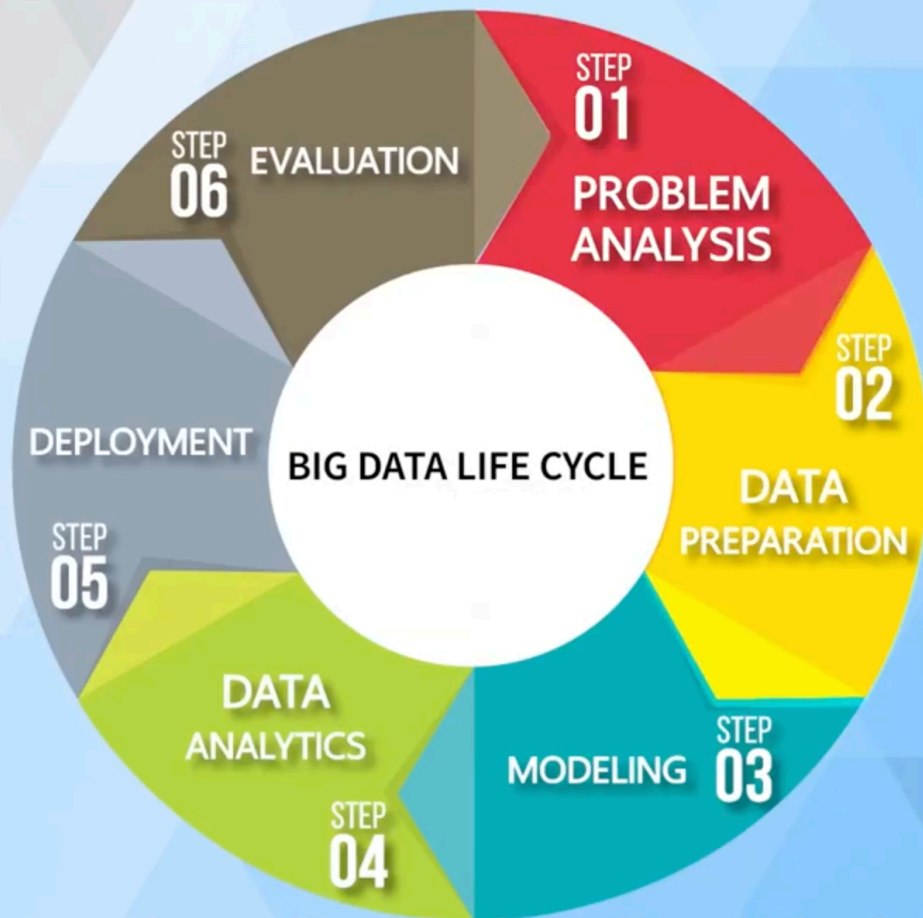 BIG DATA LIFE CYCLE
STEP
01
PROBLEM
ANALYSIS
STEP
02
DATA
PREPARATION
STEP
03
MODELING
STEP
04
DATA
ANALYTICS
STEP
05
DEPLOYMENT
STEP
06
EVALUATION